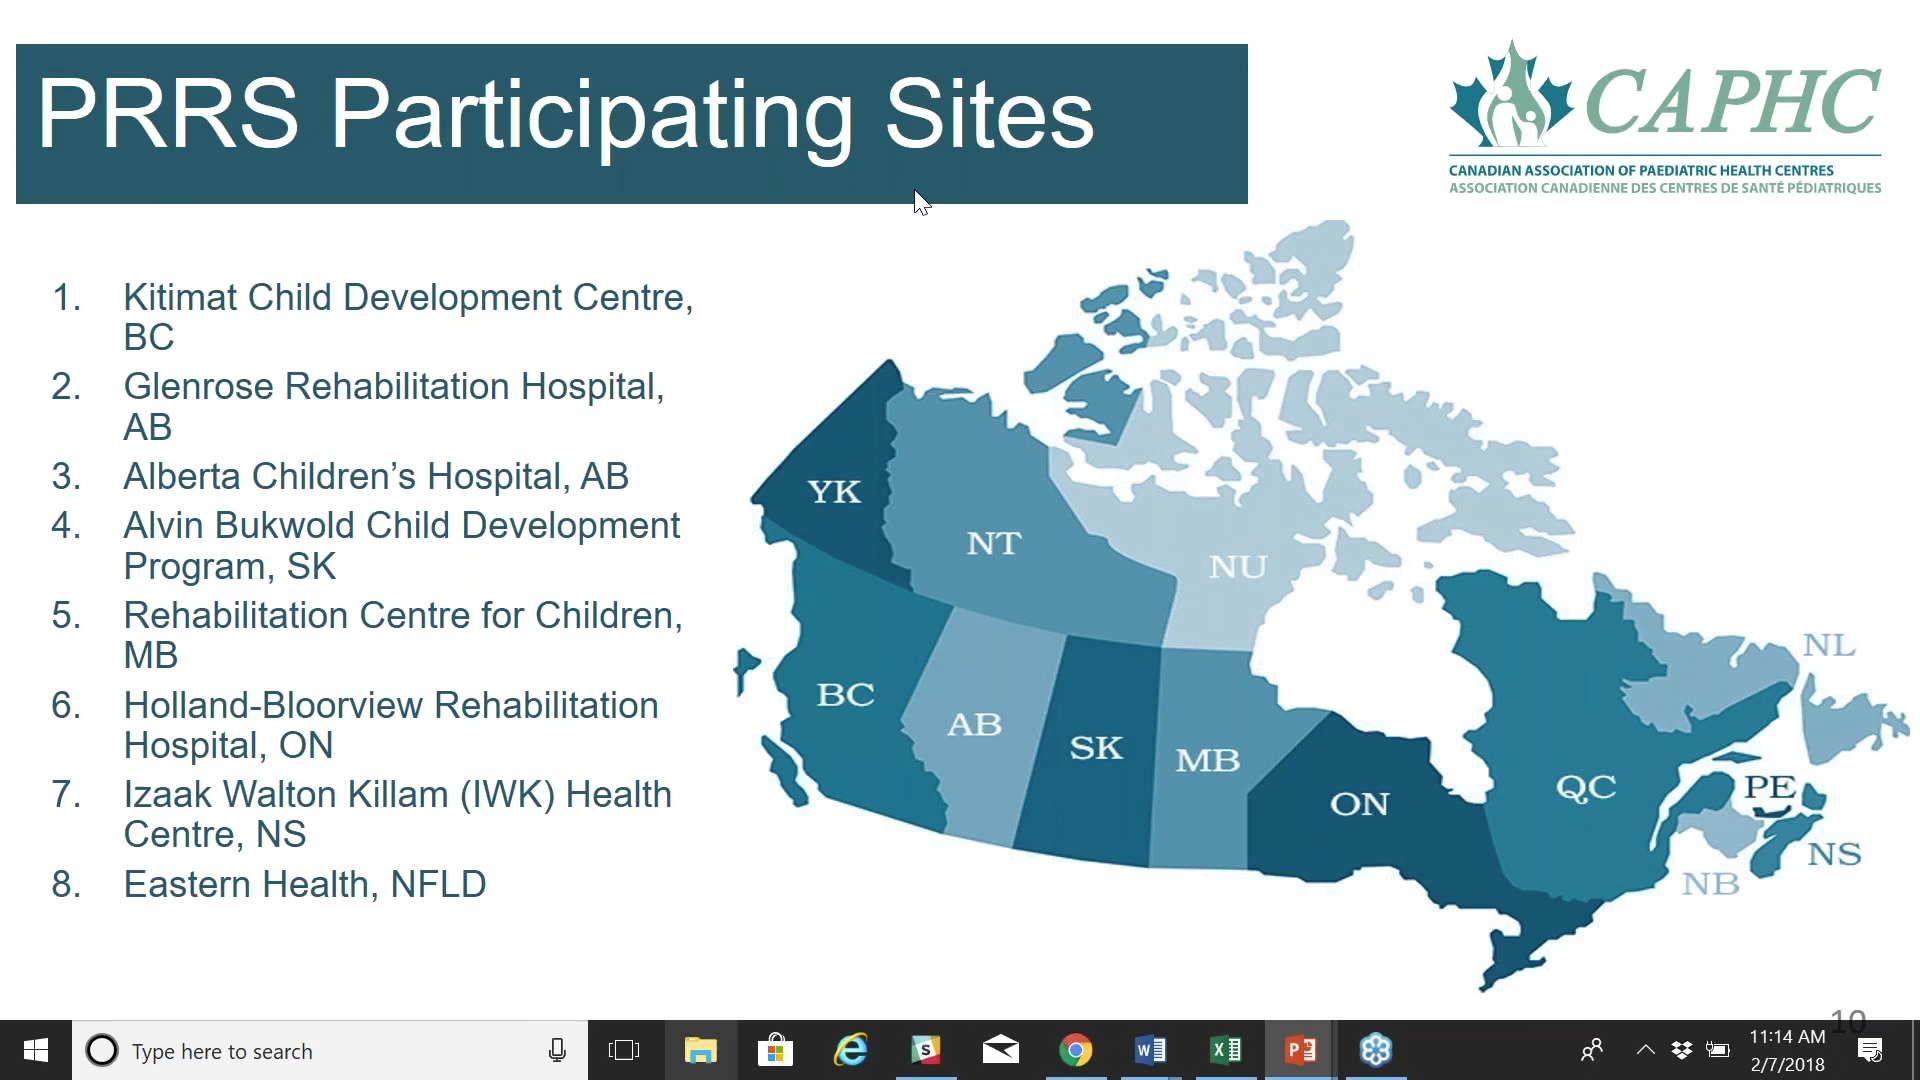 PRRS Participating Sites
CAPHC
CANADIAN ASSOCIATION OF PAEDIATRIC HEALTH CENTRES
ASSOCIATION CANADIENNE DES CENTRES DE SANTÉ PÉDIATRIQUES
1. Kitimat Child Development Centre,
BC
2. Glenrose Rehabilitation Hospital,
AB
3. Alberta Children’s Hospital, AB
4. Alvin Bukwold Child Development
Program, SK
5. Rehabilitation Centre for Children,
MB
6. Holland-Bloorview Rehabilitation
Hospital, ON
7. Izaak Walton Killam (IWK) Health
Centre, NS
8. Eastern Health, NFLD
YK
NT
NU
BC
AB
SK
MB
ON
QC
NL
PE
NS
NB
10
Type here to search
11:14 AM
2/7/2018